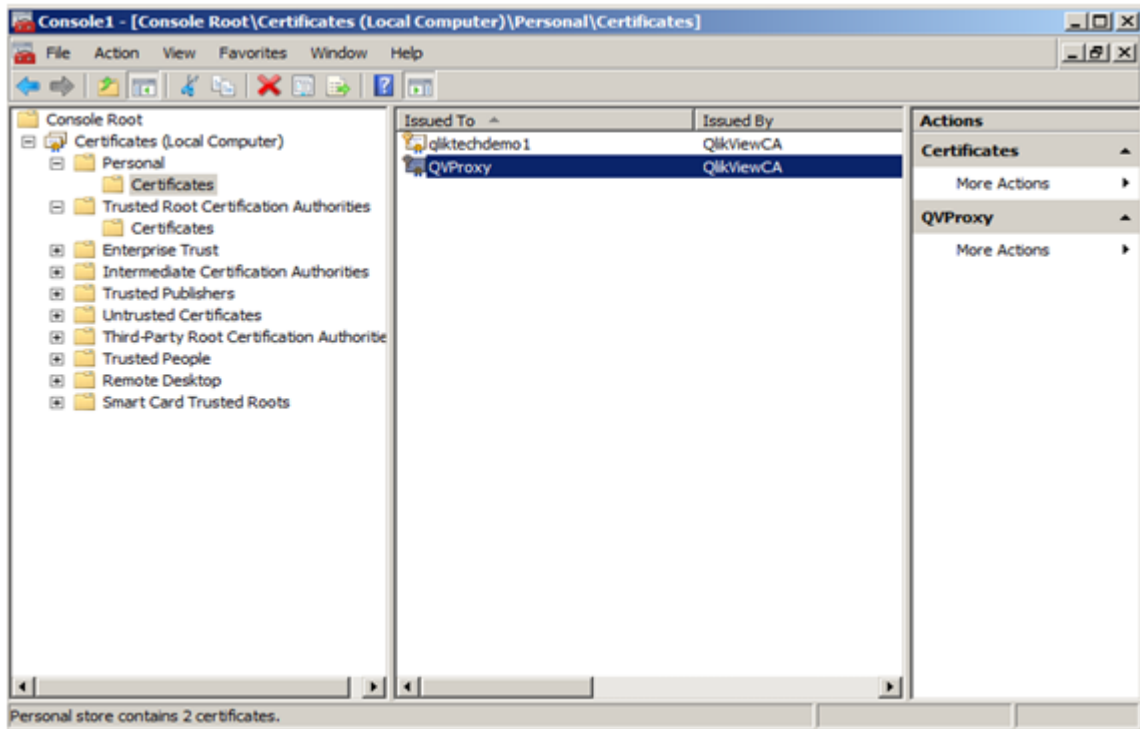 Console1 - [Console Root\Certificates (Local Computer)\Personal\Certificates]
File Action View Favorites Window Help
Console Root
Certificates (Local Computer)
Personal
Certificates
Trusted Root Certification Authorities
Certificates
Enterprise Trust
Intermediate Certification Authorities
Trusted Publishers
Untrusted Certificates
Third-Party Root Certification Authoritie
Trusted People
Remote Desktop
Smart Card Trusted Roots
Issued To Issued By
qliktechdemo1 QlikViewCA
QVProxy QlikViewCA
Actions
Certificates
More Actions
QVProxy
More Actions
Personal store contains 2 certificates.